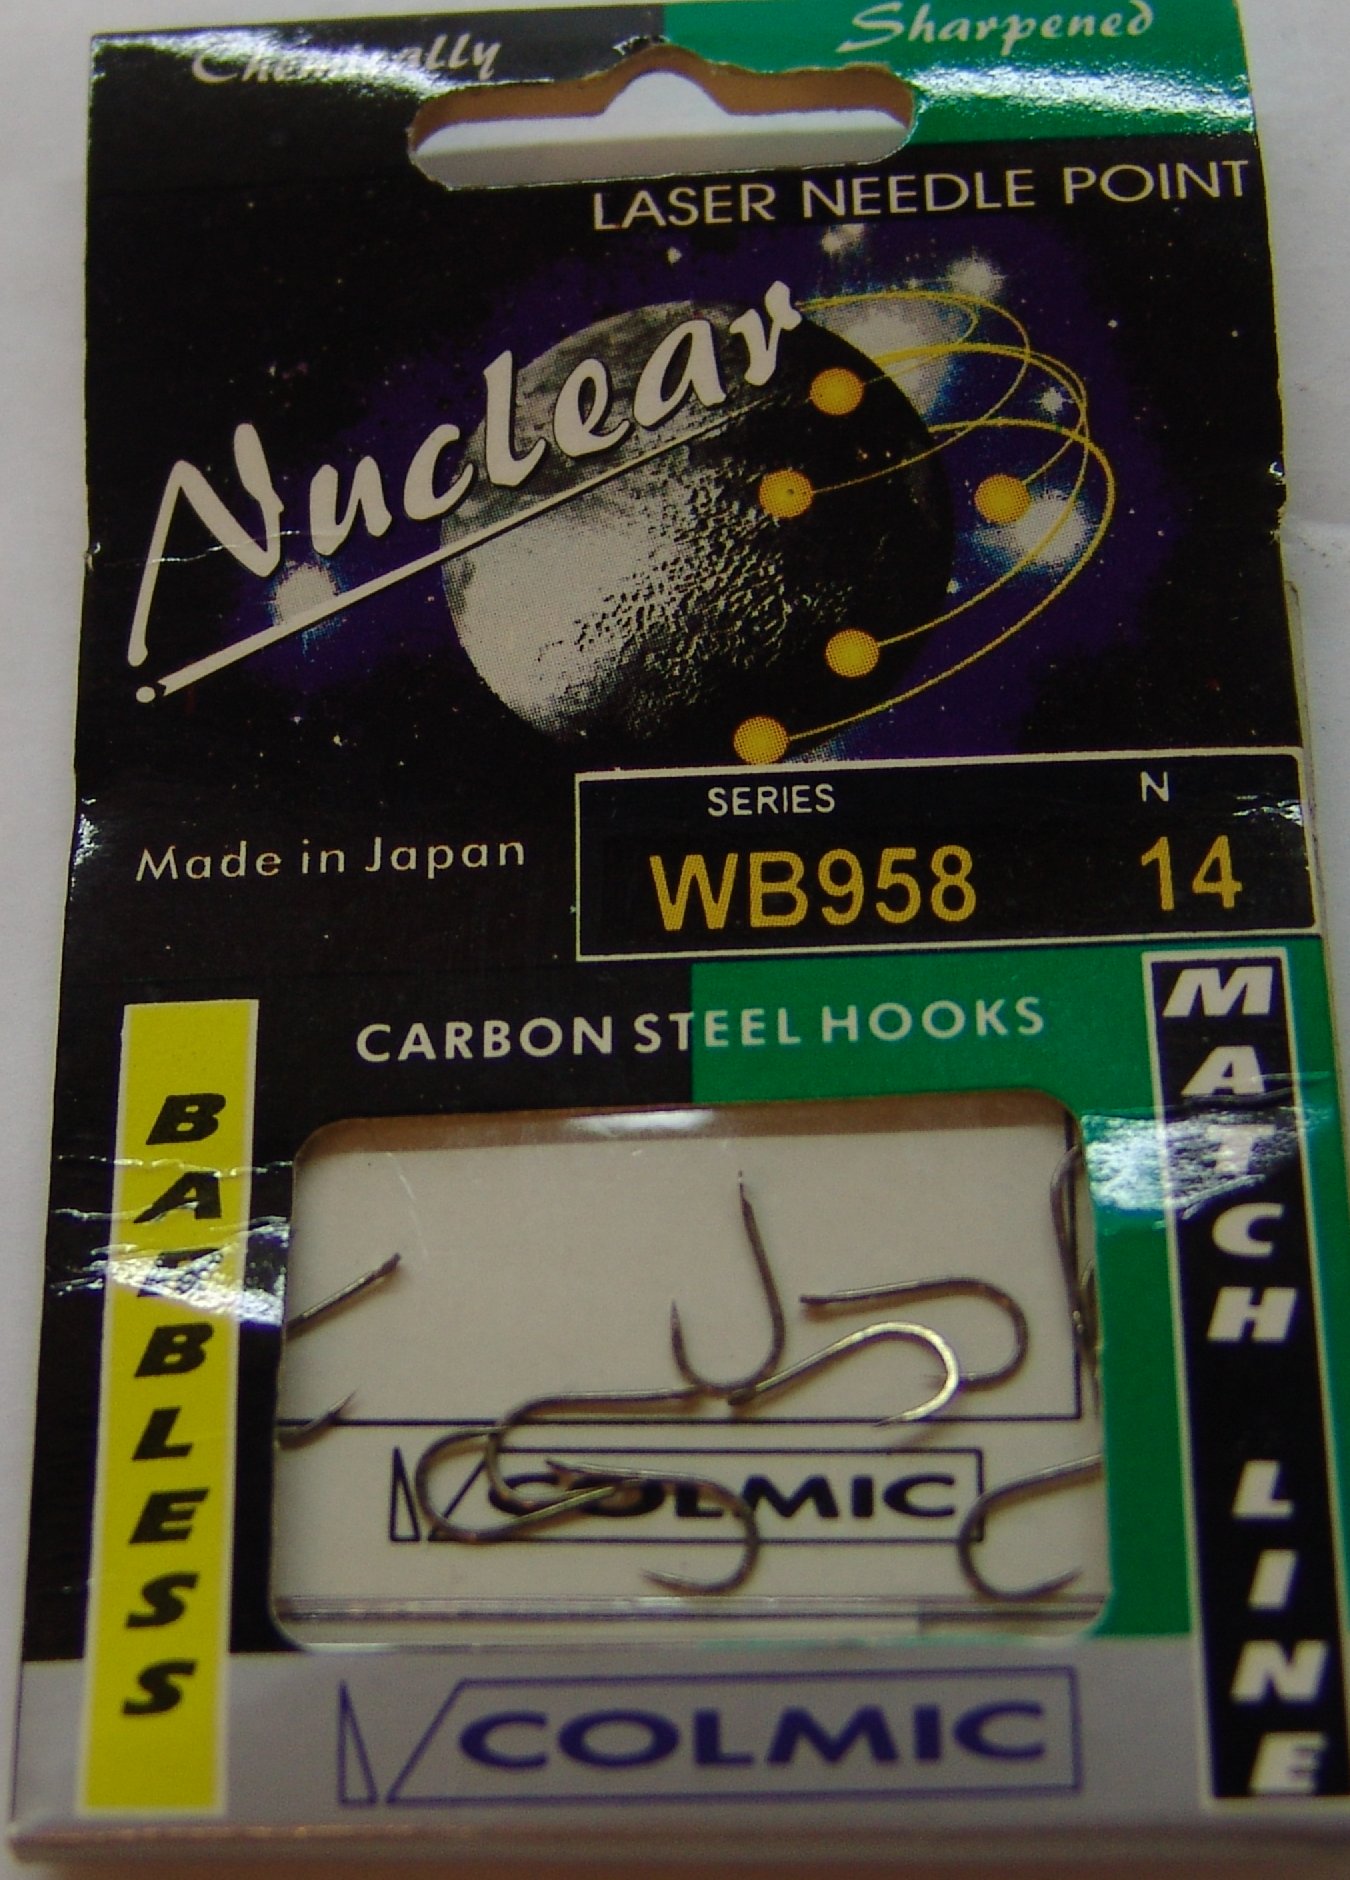 Chemically Sharpened
LASER NEEDLE POINT
Nuclear
SERIES N
Made in Japan
WB958 14
CARBON STEEL HOOKS
BARBLESS
MATCH LINE
COLMIC
COLMIC